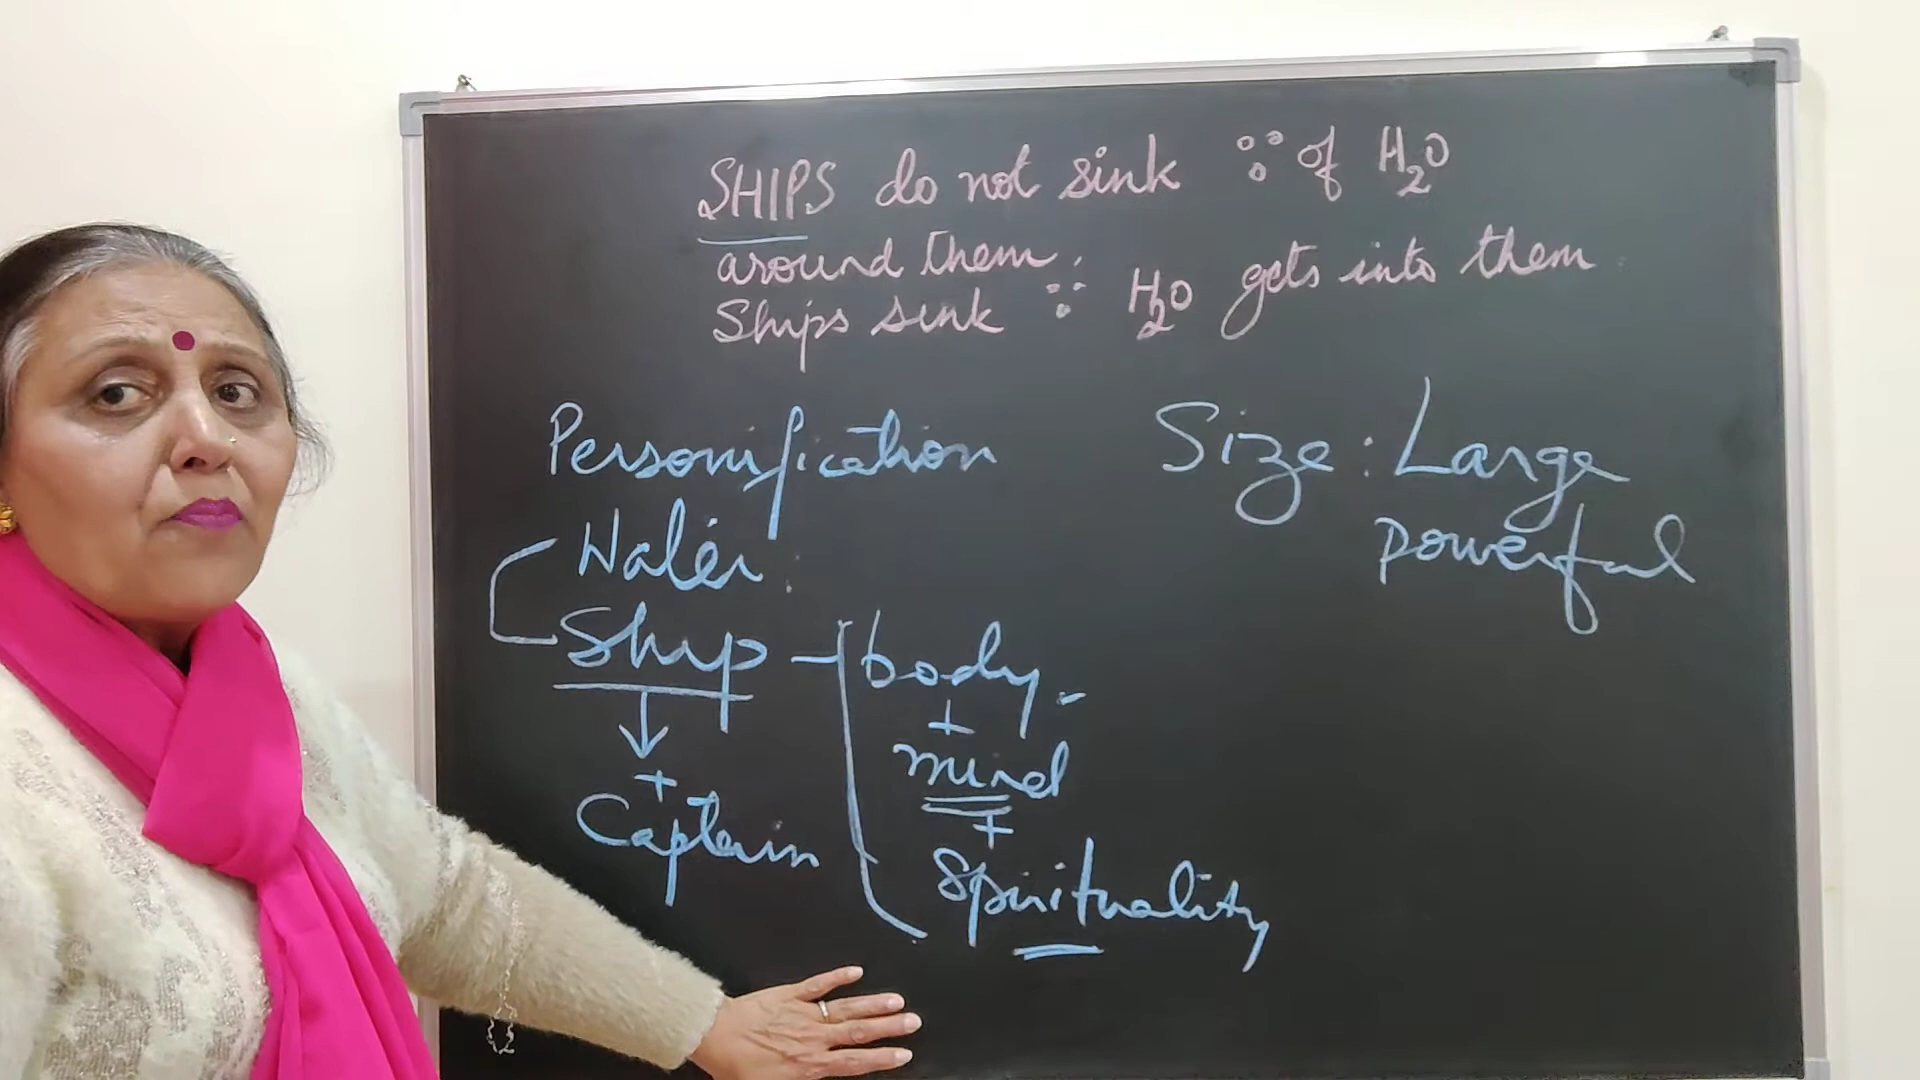 SHIPS do not sink ∵ of H₂O
around them.
Ships sink ∵ H₂O gets into them
Personification
Water
Ship - body
+
mind
+
Spirituality
+
Captain
Size: Large
powerful